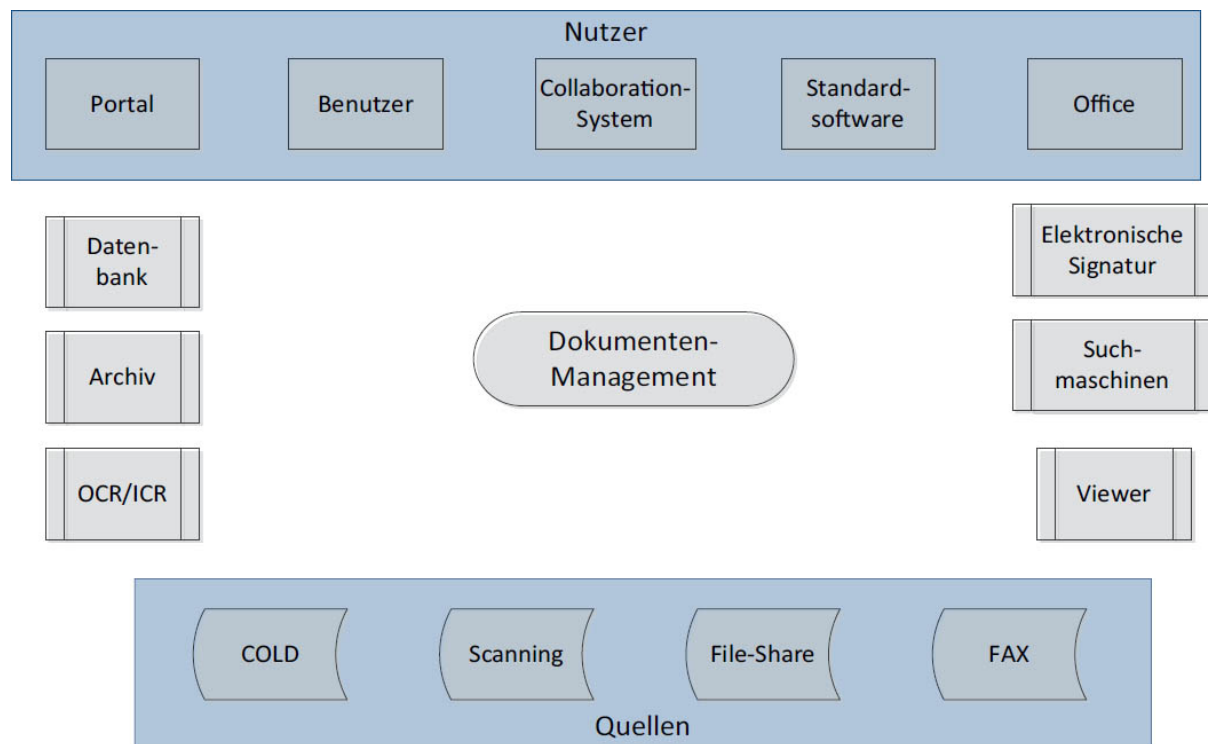 Nutzer
Portal
Benutzer
Collaboration-
System
Standard-
software
Office
Daten-
bank
Archiv
OCR/ICR
Dokumenten-
Management
Elektronische
Signatur
Such-
maschinen
Viewer
COLD
Scanning
File-Share
FAX
Quellen